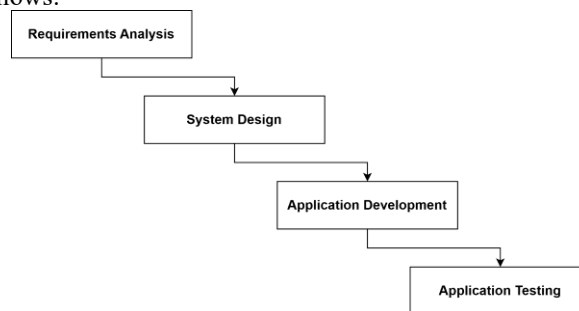 Requirements Analysis
System Design
Application Development
Application Testing